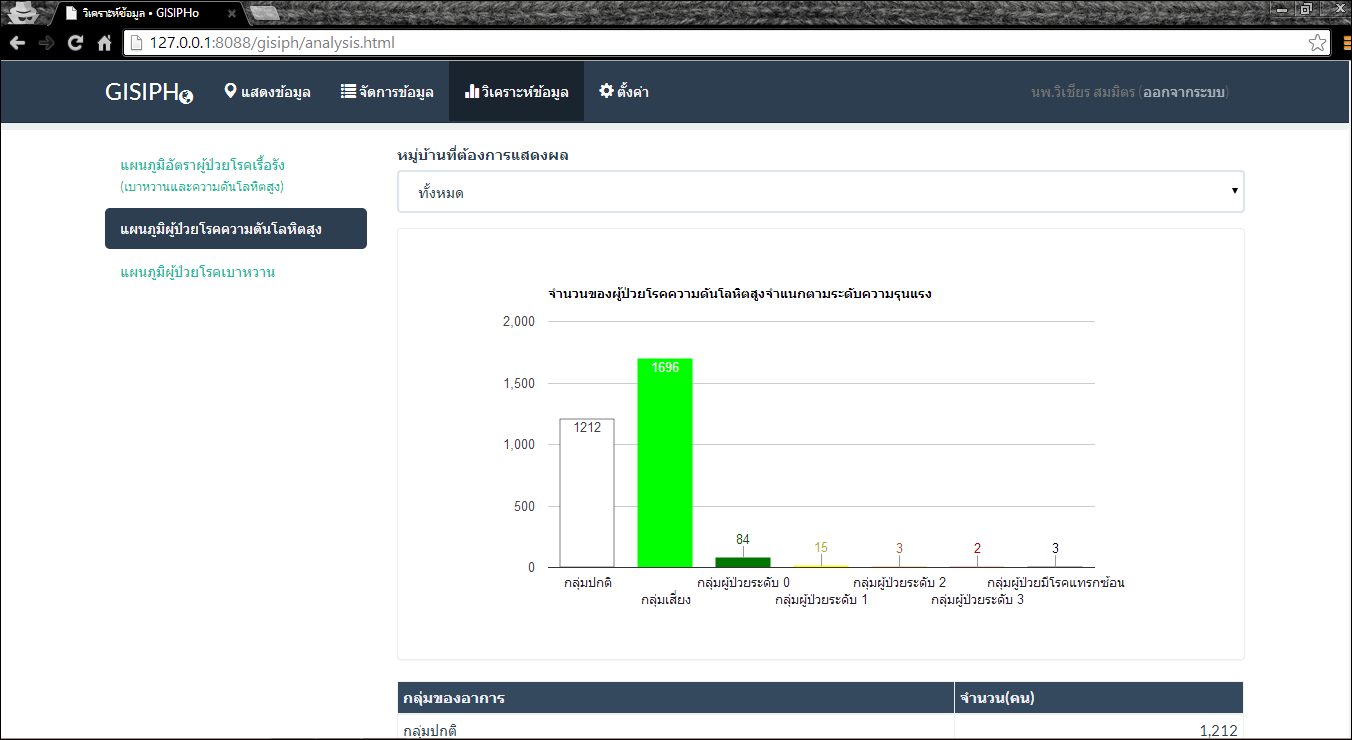 วิเคราะห์ข้อมูล • GISIPHo
127.0.0.1:8088/gisiph/analysis.html
GISIPH
แสดงข้อมูล
จัดการข้อมูล
วิเคราะห์ข้อมูล
ตั้งค่า
นพ.วิเชียร สมมิตร (ออกจากระบบ)
แผนภูมิอัตราผู้ป่วยโรคเรื้อรัง
(เบาหวานและความดันโลหิตสูง)
แผนภูมิผู้ป่วยโรคความดันโลหิตสูง
แผนภูมิผู้ป่วยโรคเบาหวาน
หมู่บ้านที่ต้องการแสดงผล
ทั้งหมด
จำนวนของผู้ป่วยโรคความดันโลหิตสูงจำแนกตามระดับความรุนแรง
2,000
1,500
1,000
500
0
1212
1696
84
15
3
2
3
กลุ่มปกติ
กลุ่มเสี่ยง
กลุ่มผู้ป่วยระดับ 0
กลุ่มผู้ป่วยระดับ 1
กลุ่มผู้ป่วยระดับ 2
กลุ่มผู้ป่วยระดับ 3
กลุ่มผู้ป่วยมีโรคแทรกซ้อน
กลุ่มของอาการ จำนวน(คน)
กลุ่มปกติ 1,212